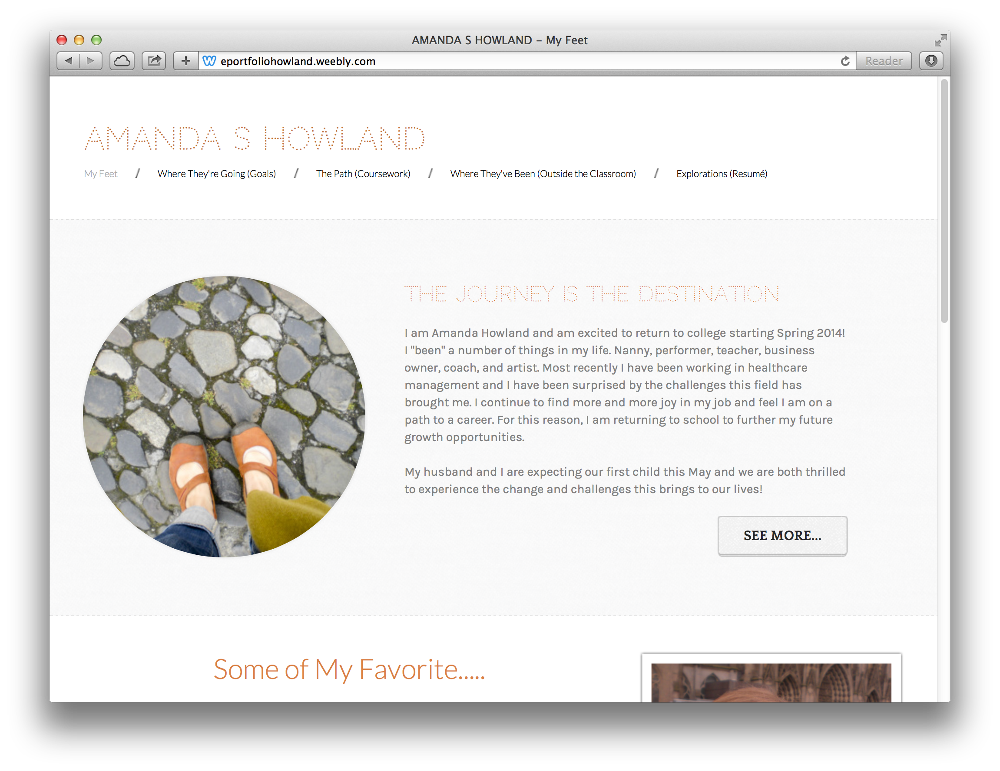 AMANDA S HOWLAND – My Feet
eportfoliohowland.weebly.com
Reader
AMANDA S HOWLAND
My Feet / Where They're Going (Goals) / The Path (Coursework) / Where They've Been (Outside the Classroom) / Explorations (Resumé)
THE JOURNEY IS THE DESTINATION
I am Amanda Howland and am excited to return to college starting Spring 2014!
I "been" a number of things in my life. Nanny, performer, teacher, business
owner, coach, and artist. Most recently I have been working in healthcare
management and I have been surprised by the challenges this field has
brought me. I continue to find more and more joy in my job and feel I am on a
path to a career. For this reason, I am returning to school to further my future
growth opportunities.
My husband and I are expecting our first child this May and we are both thrilled
to experience the change and challenges this brings to our lives!
SEE MORE...
Some of My Favorite.....